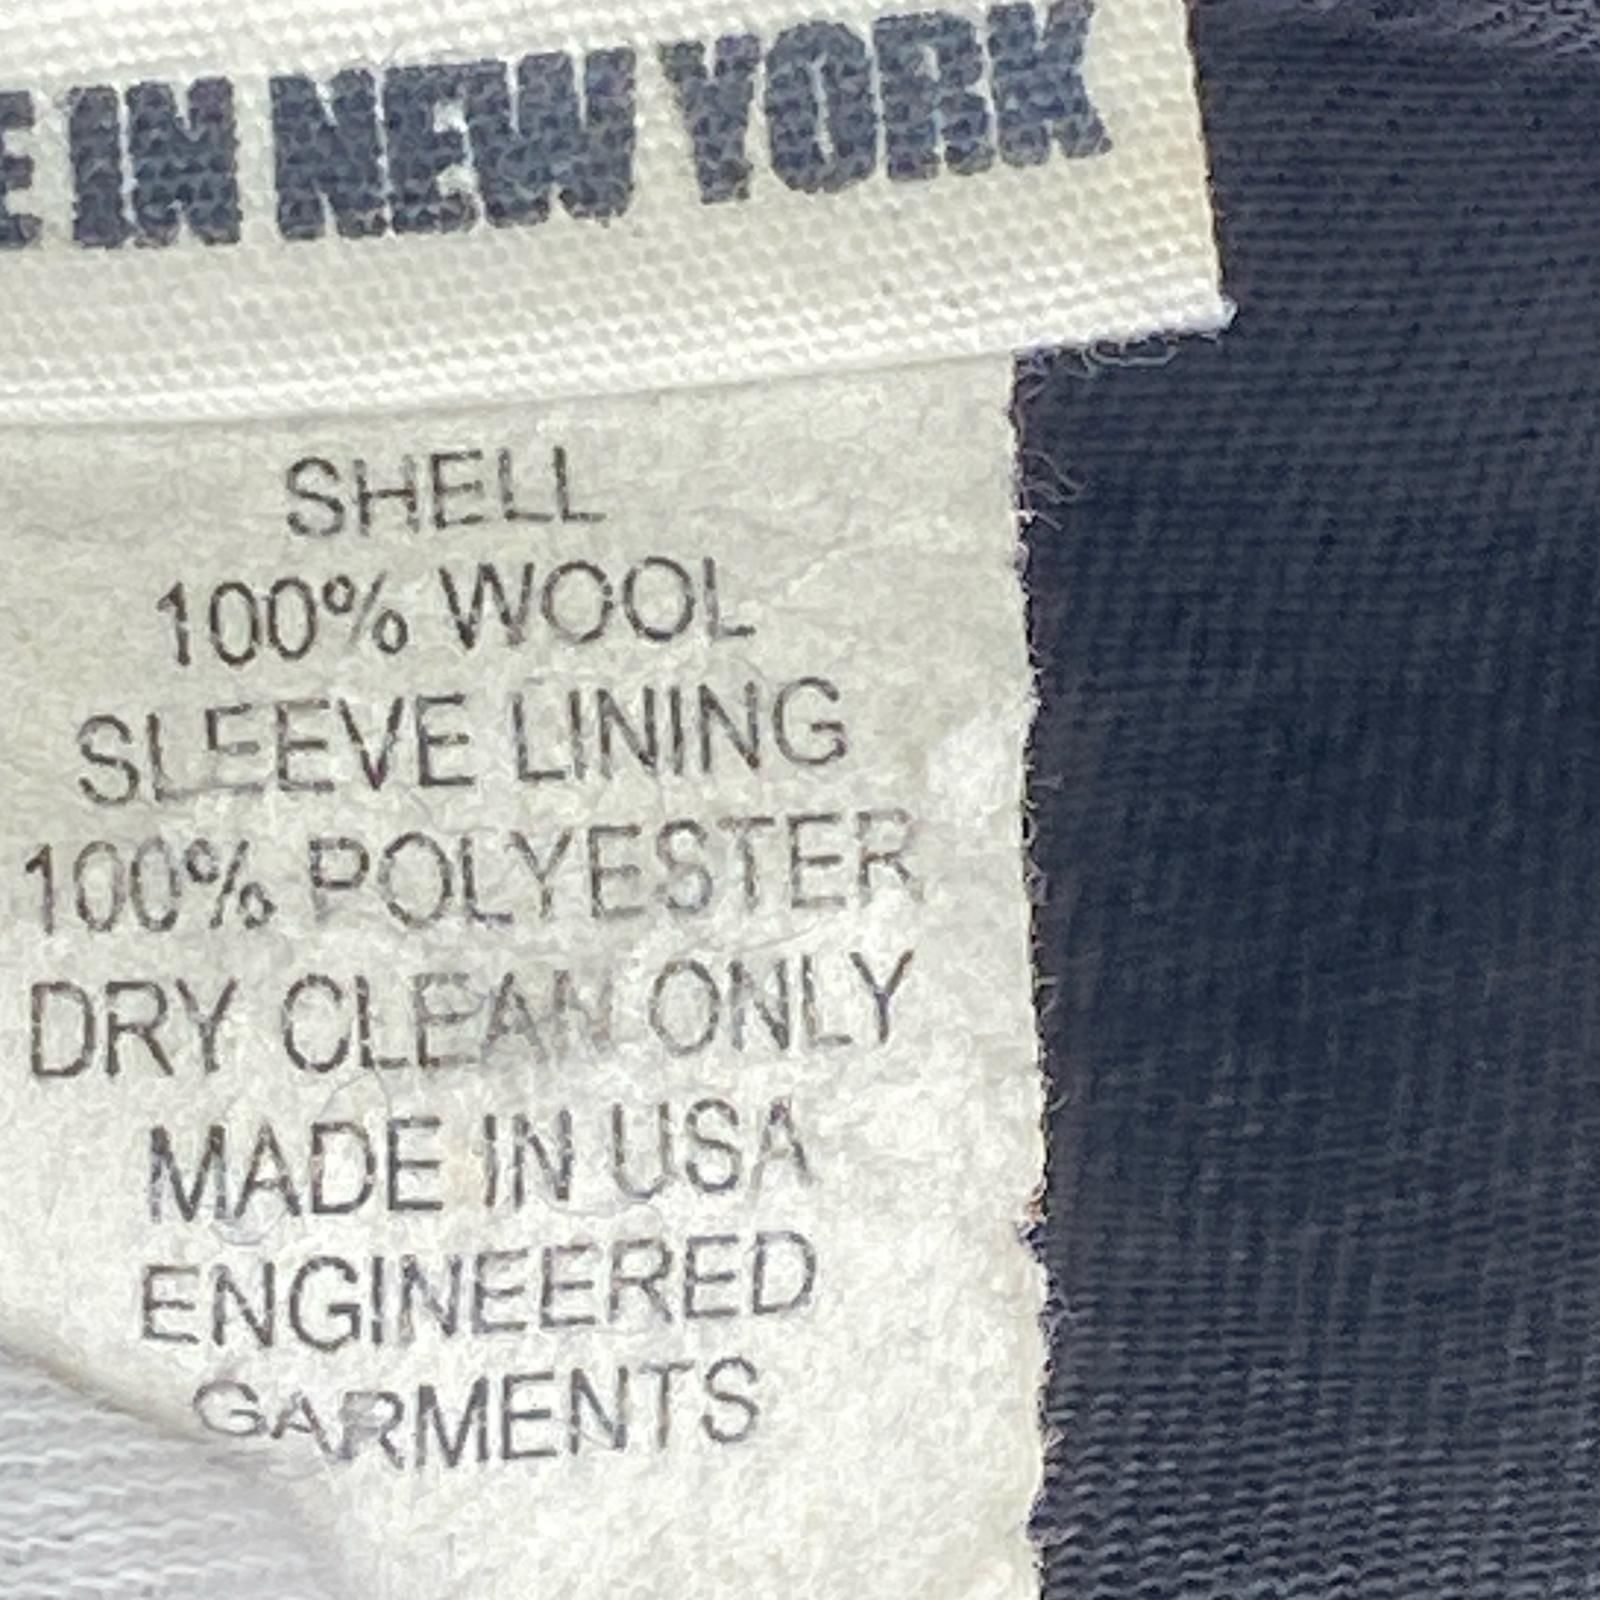 E IN NEW YORK
SHELL
100% WOOL
SLEEVE LINING
100% POLYESTER
DRY CLEAN ONLY
MADE IN USA
ENGINEERED
GARMENTS